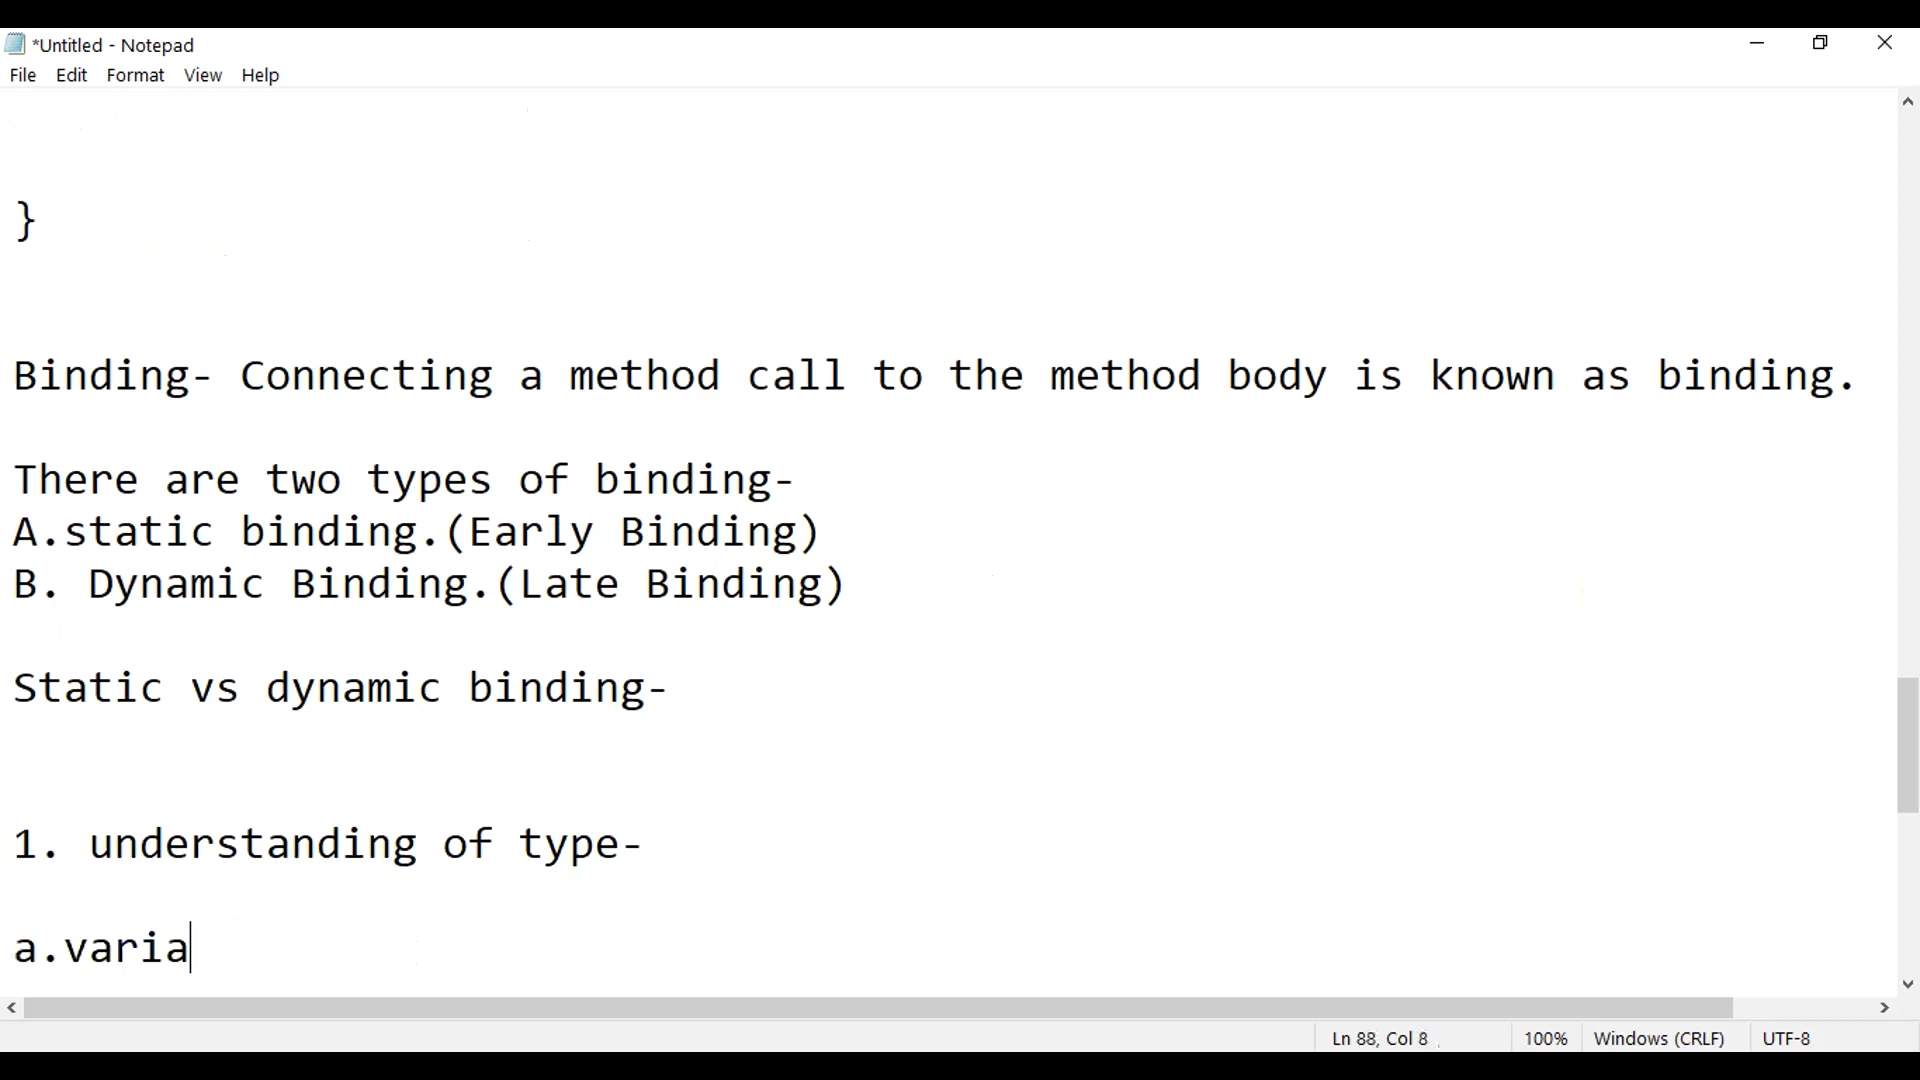 *Untitled - Notepad
File Edit Format View Help
}
Binding- Connecting a method call to the method body is known as binding.
There are two types of binding-
A.static binding.(Early Binding)
B. Dynamic Binding.(Late Binding)
Static vs dynamic binding-
1. understanding of type-
a.varia
Ln 88, Col 8 100% Windows (CRLF) UTF-8